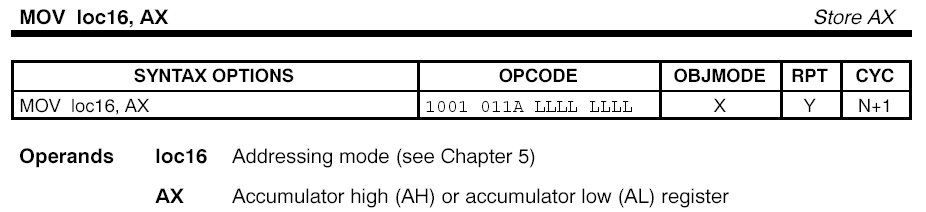 MOV loc16, AX Store AX
SYNTAX OPTIONS OPCODE OBJMODE RPT CYC
MOV loc16, AX 1001 011A LLLL LLLL X Y N+1
Operands loc16 Addressing mode (see Chapter 5)
AX Accumulator high (AH) or accumulator low (AL) register